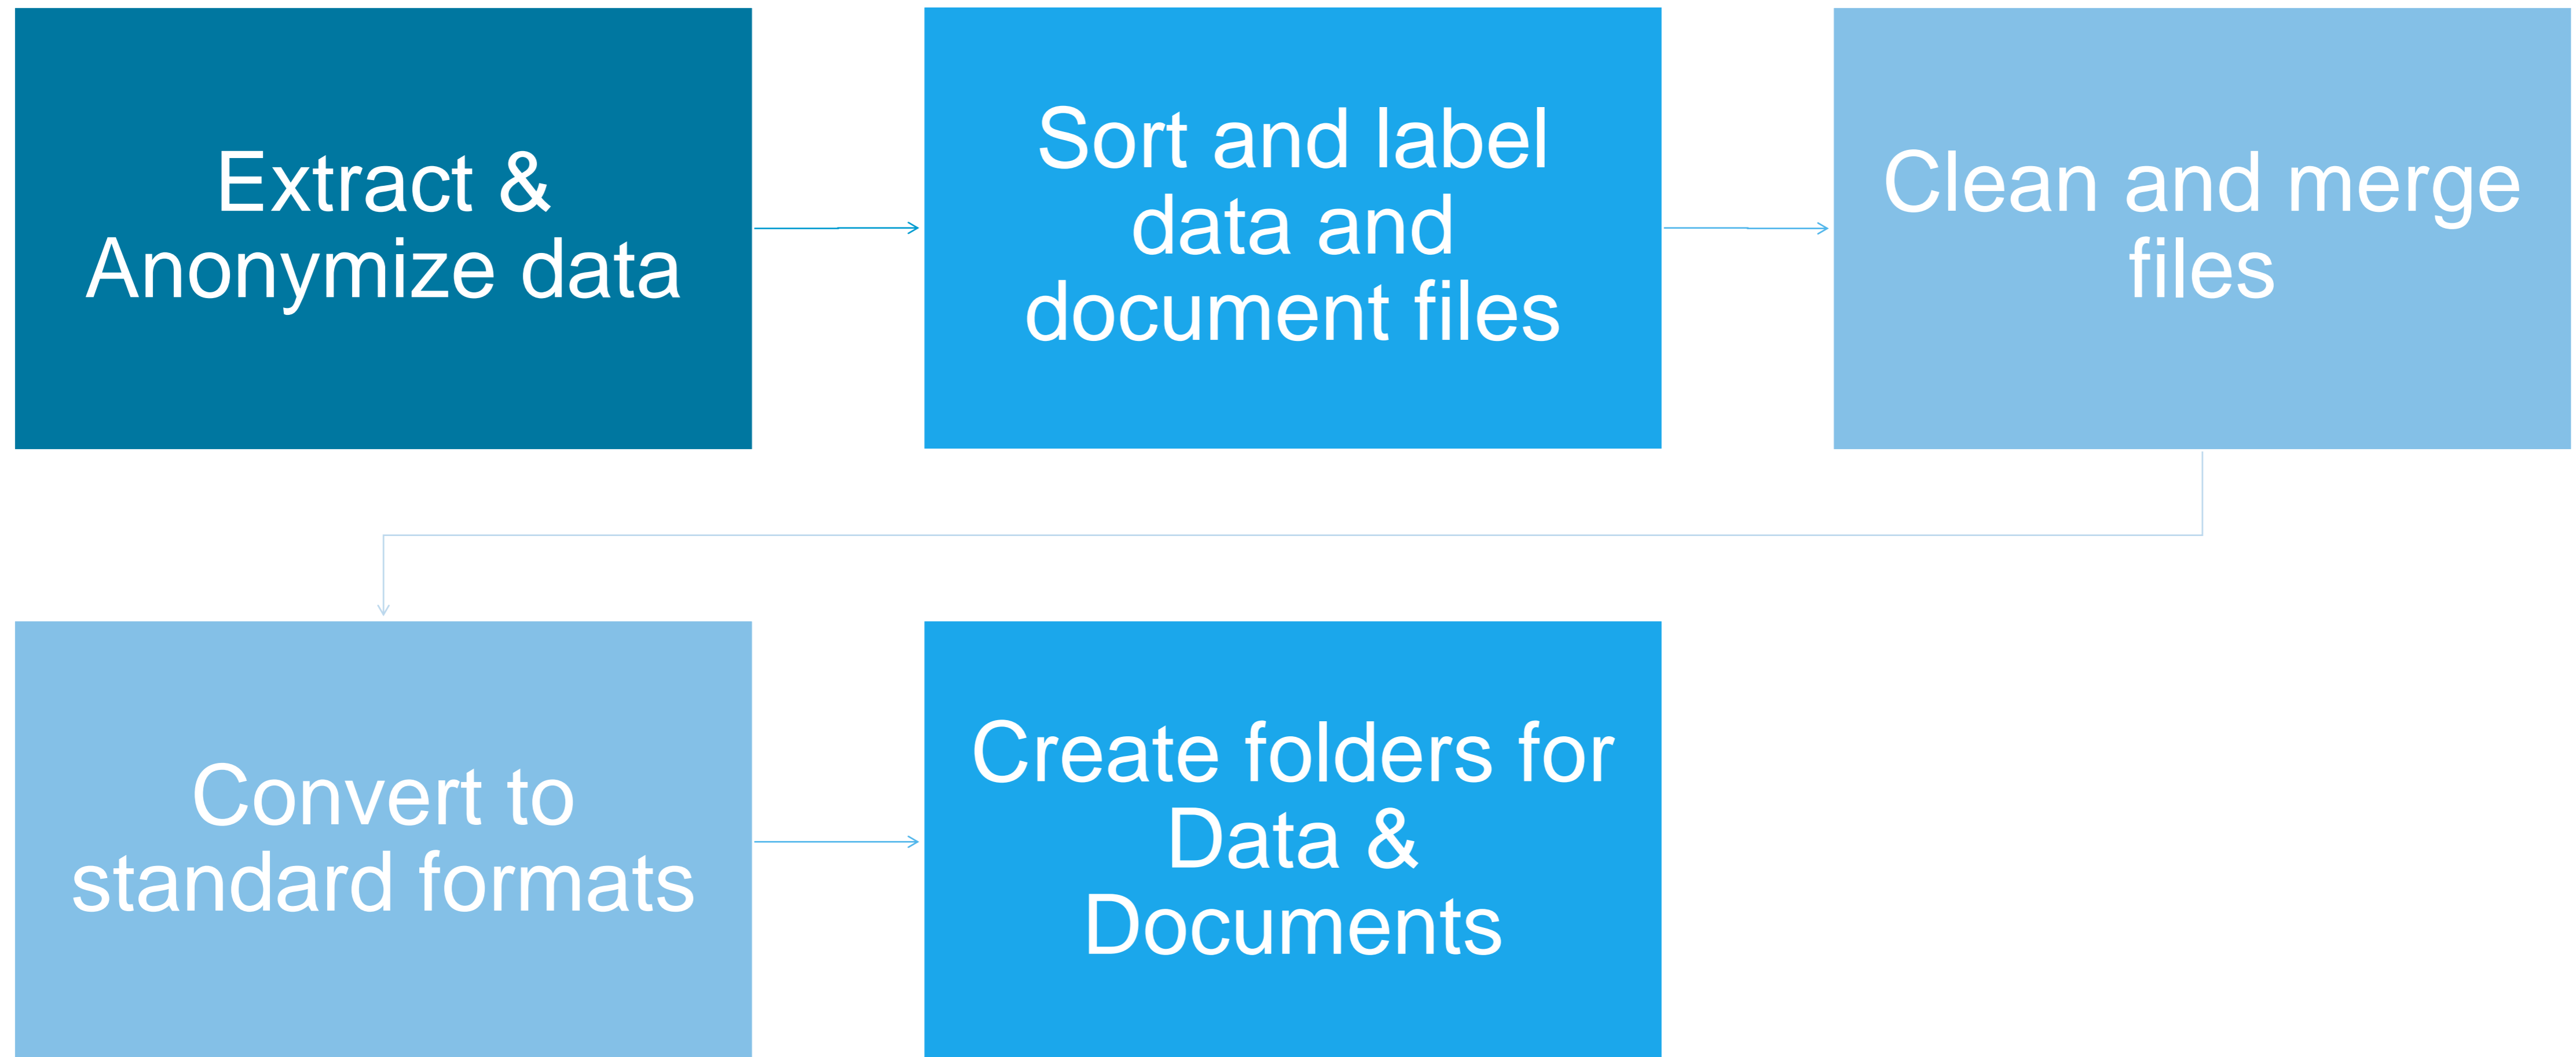 Extract &
Anonymize data
Sort and label
data and
document files
Clean and merge
files
Convert to
standard formats
Create folders for
Data &
Documents